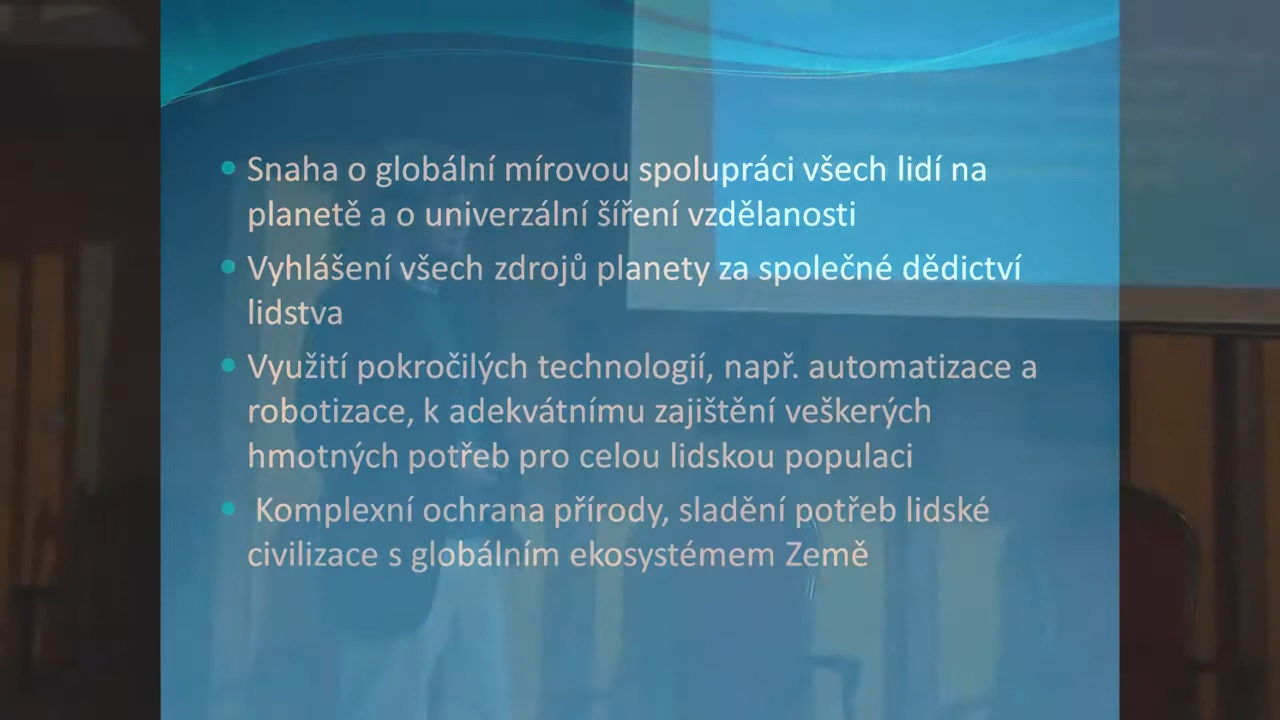 Snaha o globální mírovou spolupráci všech lidí na
planetě a o univerzální šíření vzdělanosti
Vyhlášení všech zdrojů planety za společné dědictví
lidstva
Využití pokročilých technologií, např. automatizace a
robotizace, k adekvátnímu zajištění veškerých
hmotných potřeb pro celou lidskou populaci
Komplexní ochrana přírody, sladění potřeb lidské
civilizace s globálním ekosystémem Země